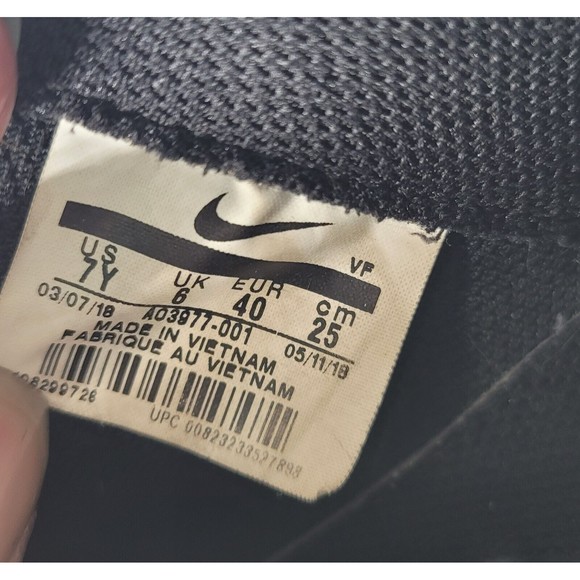 VF
US UK EUR cm
7Y 6 40 25
03/07/18 AO3977-001 05/11/18
MADE IN VIETNAM
FABRIQUE AU VIETNAM
UPC 00823233527898